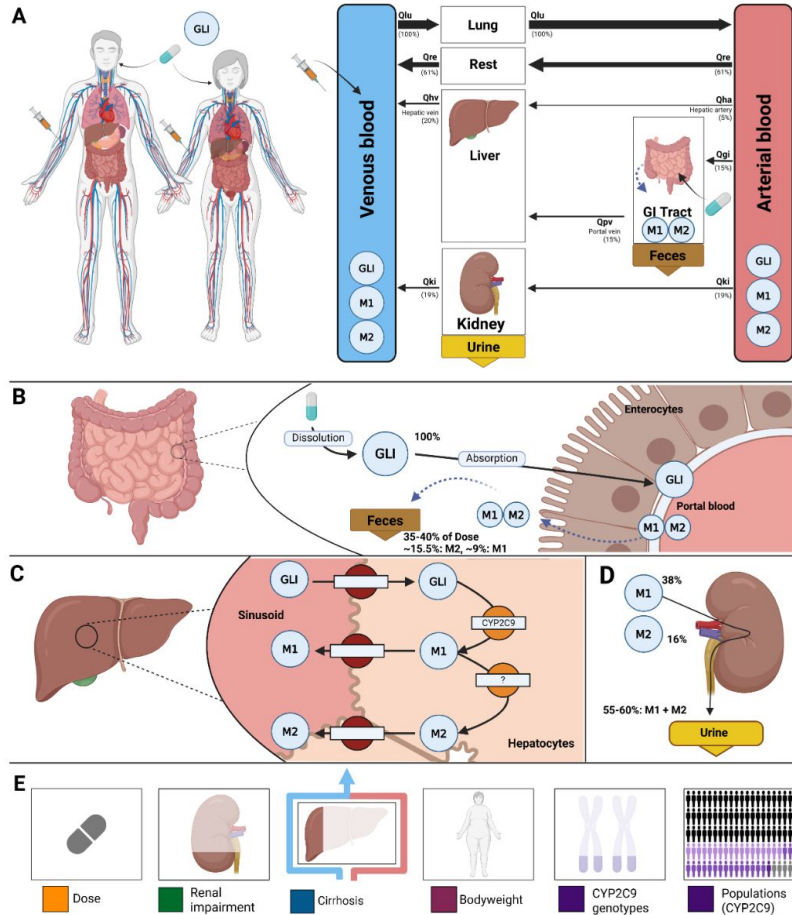 A
GLI
Venous blood
GLI
M1
M2
Qlu
(100%)
Lung
Qlu
(100%)
Qre
(61%)
Rest
Qre
(61%)
Qhv
Hepatic vein
(20%)
Liver
Qha
Hepatic artery
(5%)
Qgi
(15%)
GI Tract
M1 M2
Feces
Qpv
Portal vein
(15%)
Qki
(19%)
Kidney
Urine
Qki
(19%)
Arterial blood
GLI
M1
M2
B
Dissolution
GLI
100%
Absorption
Enterocytes
GLI
Portal blood
M1 M2
M1 M2
Feces
35-40% of Dose
~15.5%: M2, ~9%: M1
C
Sinusoid
GLI
GLI
CYP2C9
M1
M1
?
M2
M2
Hepatocytes
D
M1
38%
M2
16%
55-60%: M1 + M2
Urine
E
Dose
Renal
impairment
Cirrhosis
Bodyweight
CYP2C9
genotypes
Populations
(CYP2C9)